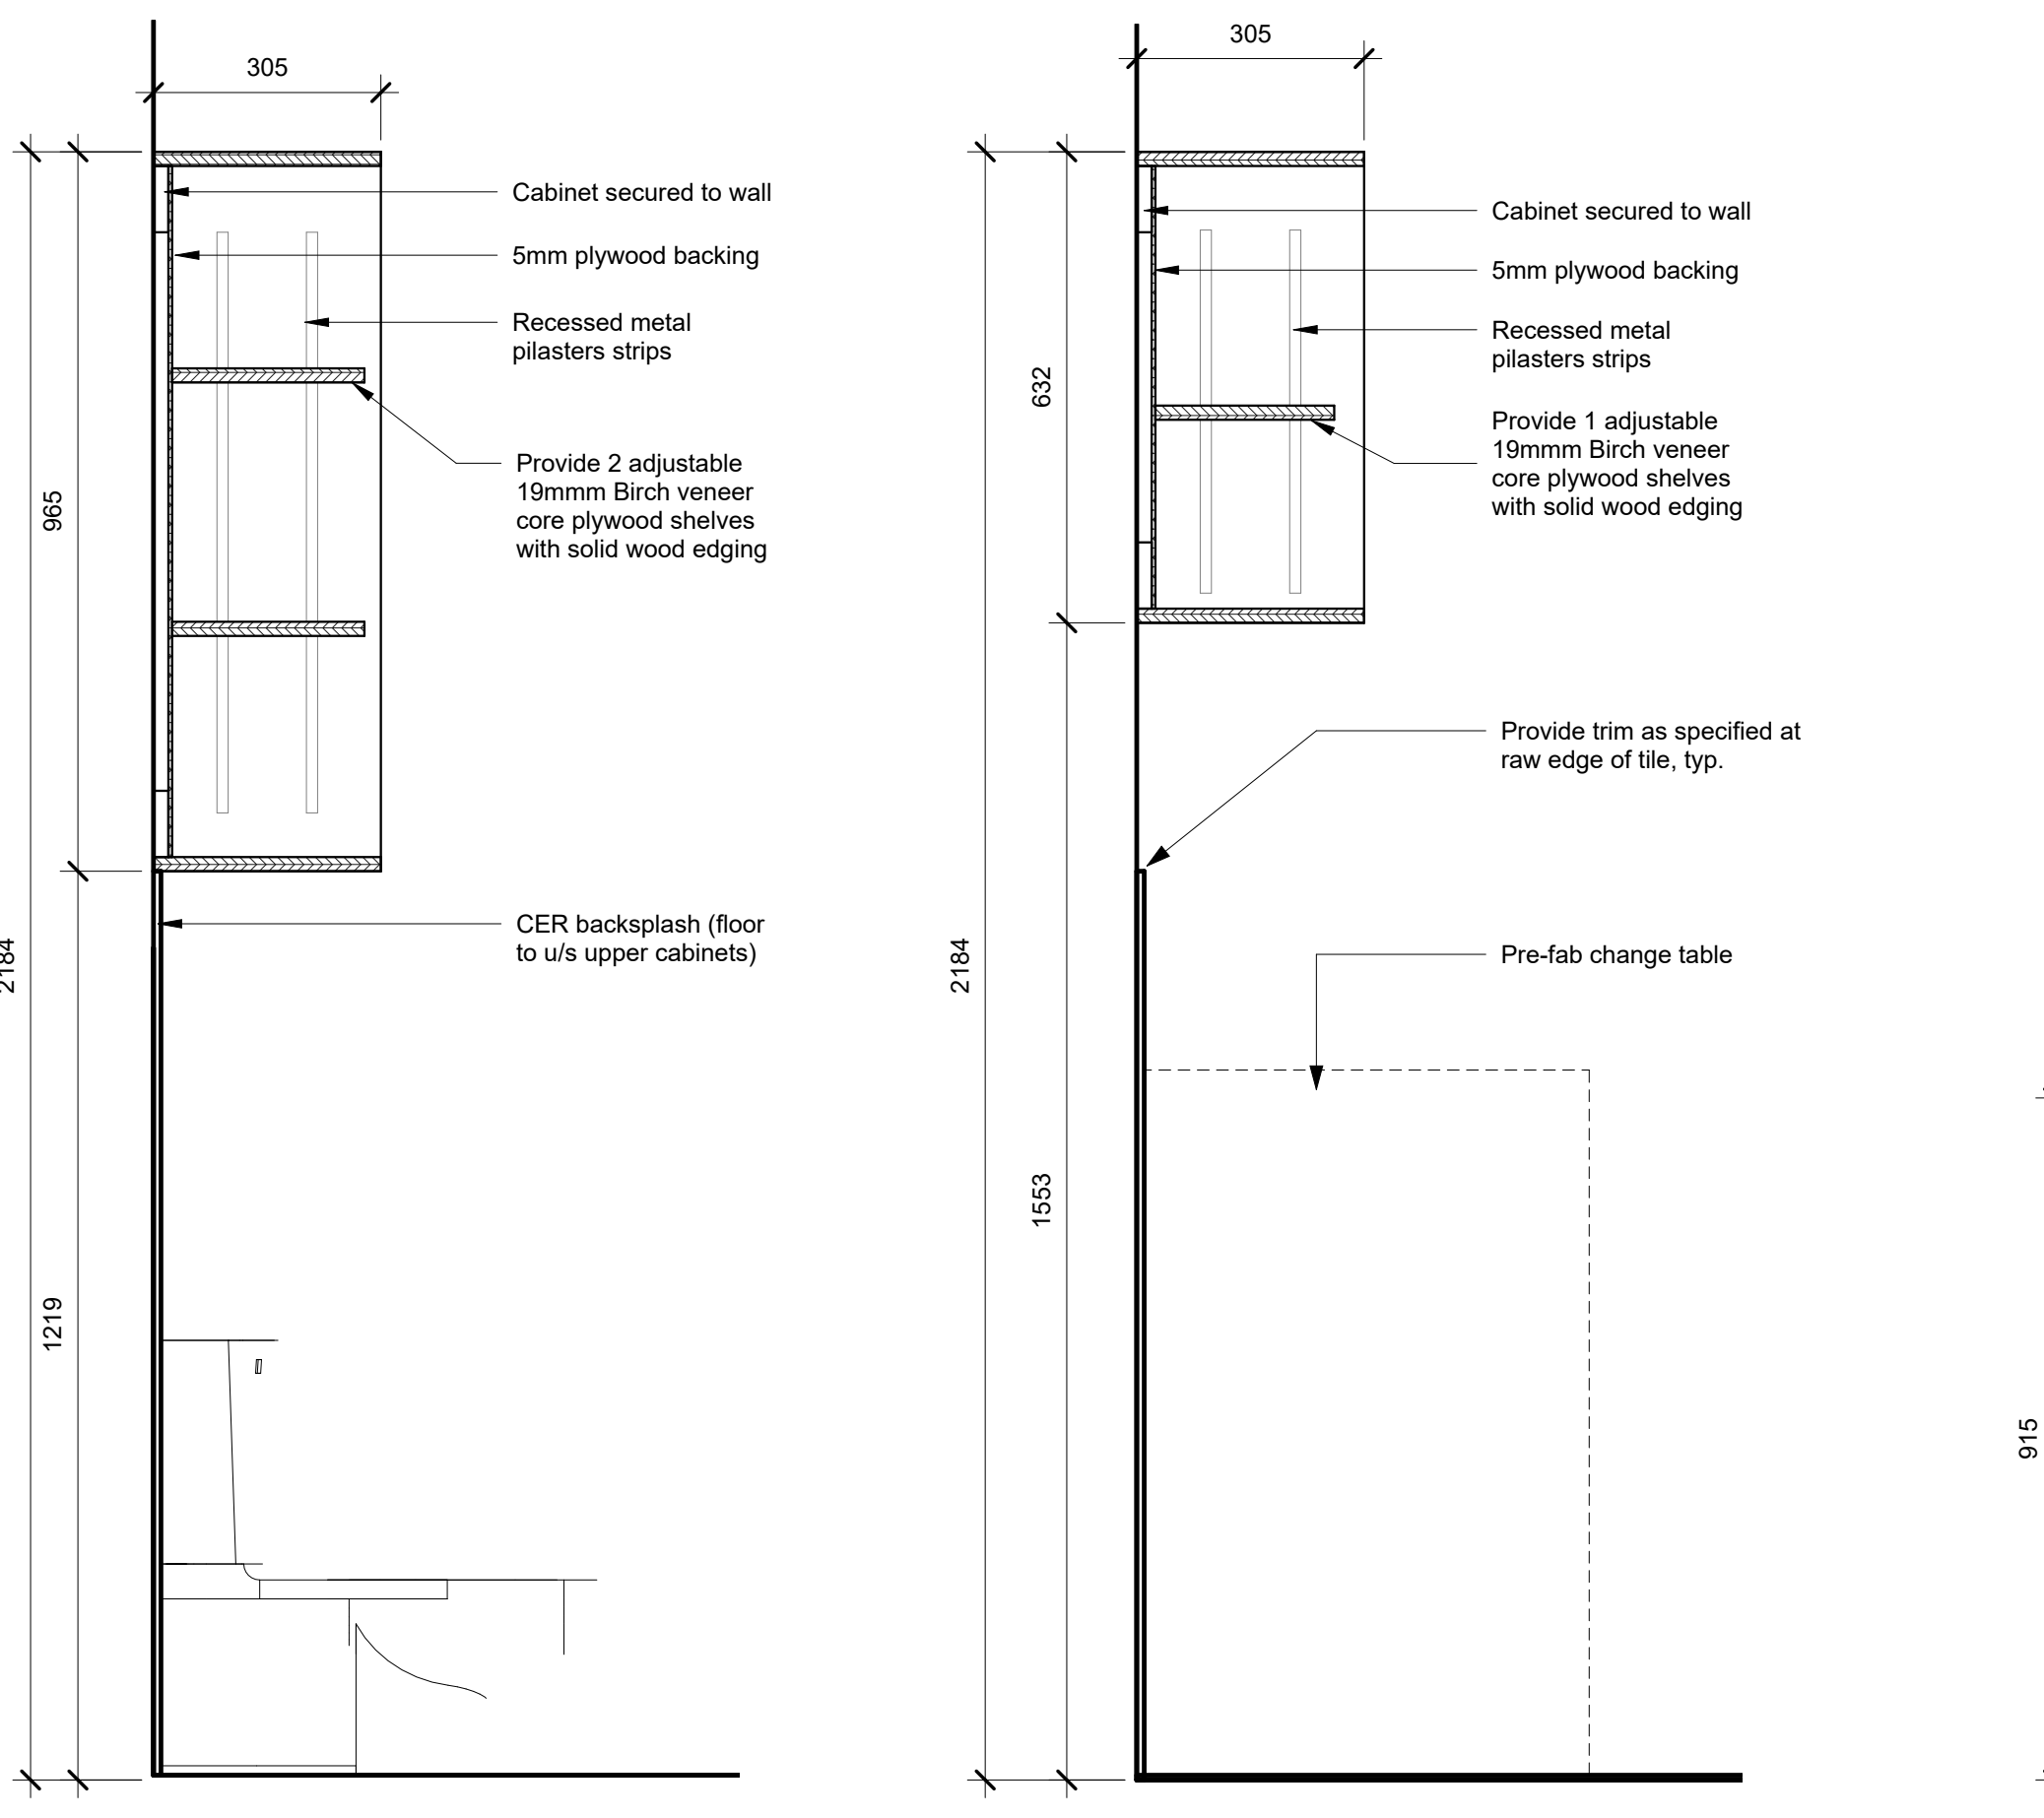 305
Cabinet secured to wall
5mm plywood backing
Recessed metal
pilasters strips
Provide 2 adjustable
19mmm Birch veneer
core plywood shelves
with solid wood edging
965
2184
CER backsplash (floor
to u/s upper cabinets)
1219
305
Cabinet secured to wall
5mm plywood backing
Recessed metal
pilasters strips
632
Provide 1 adjustable
19mmm Birch veneer
core plywood shelves
with solid wood edging
Provide trim as specified at
raw edge of tile, typ.
2184
Pre-fab change table
1553
915